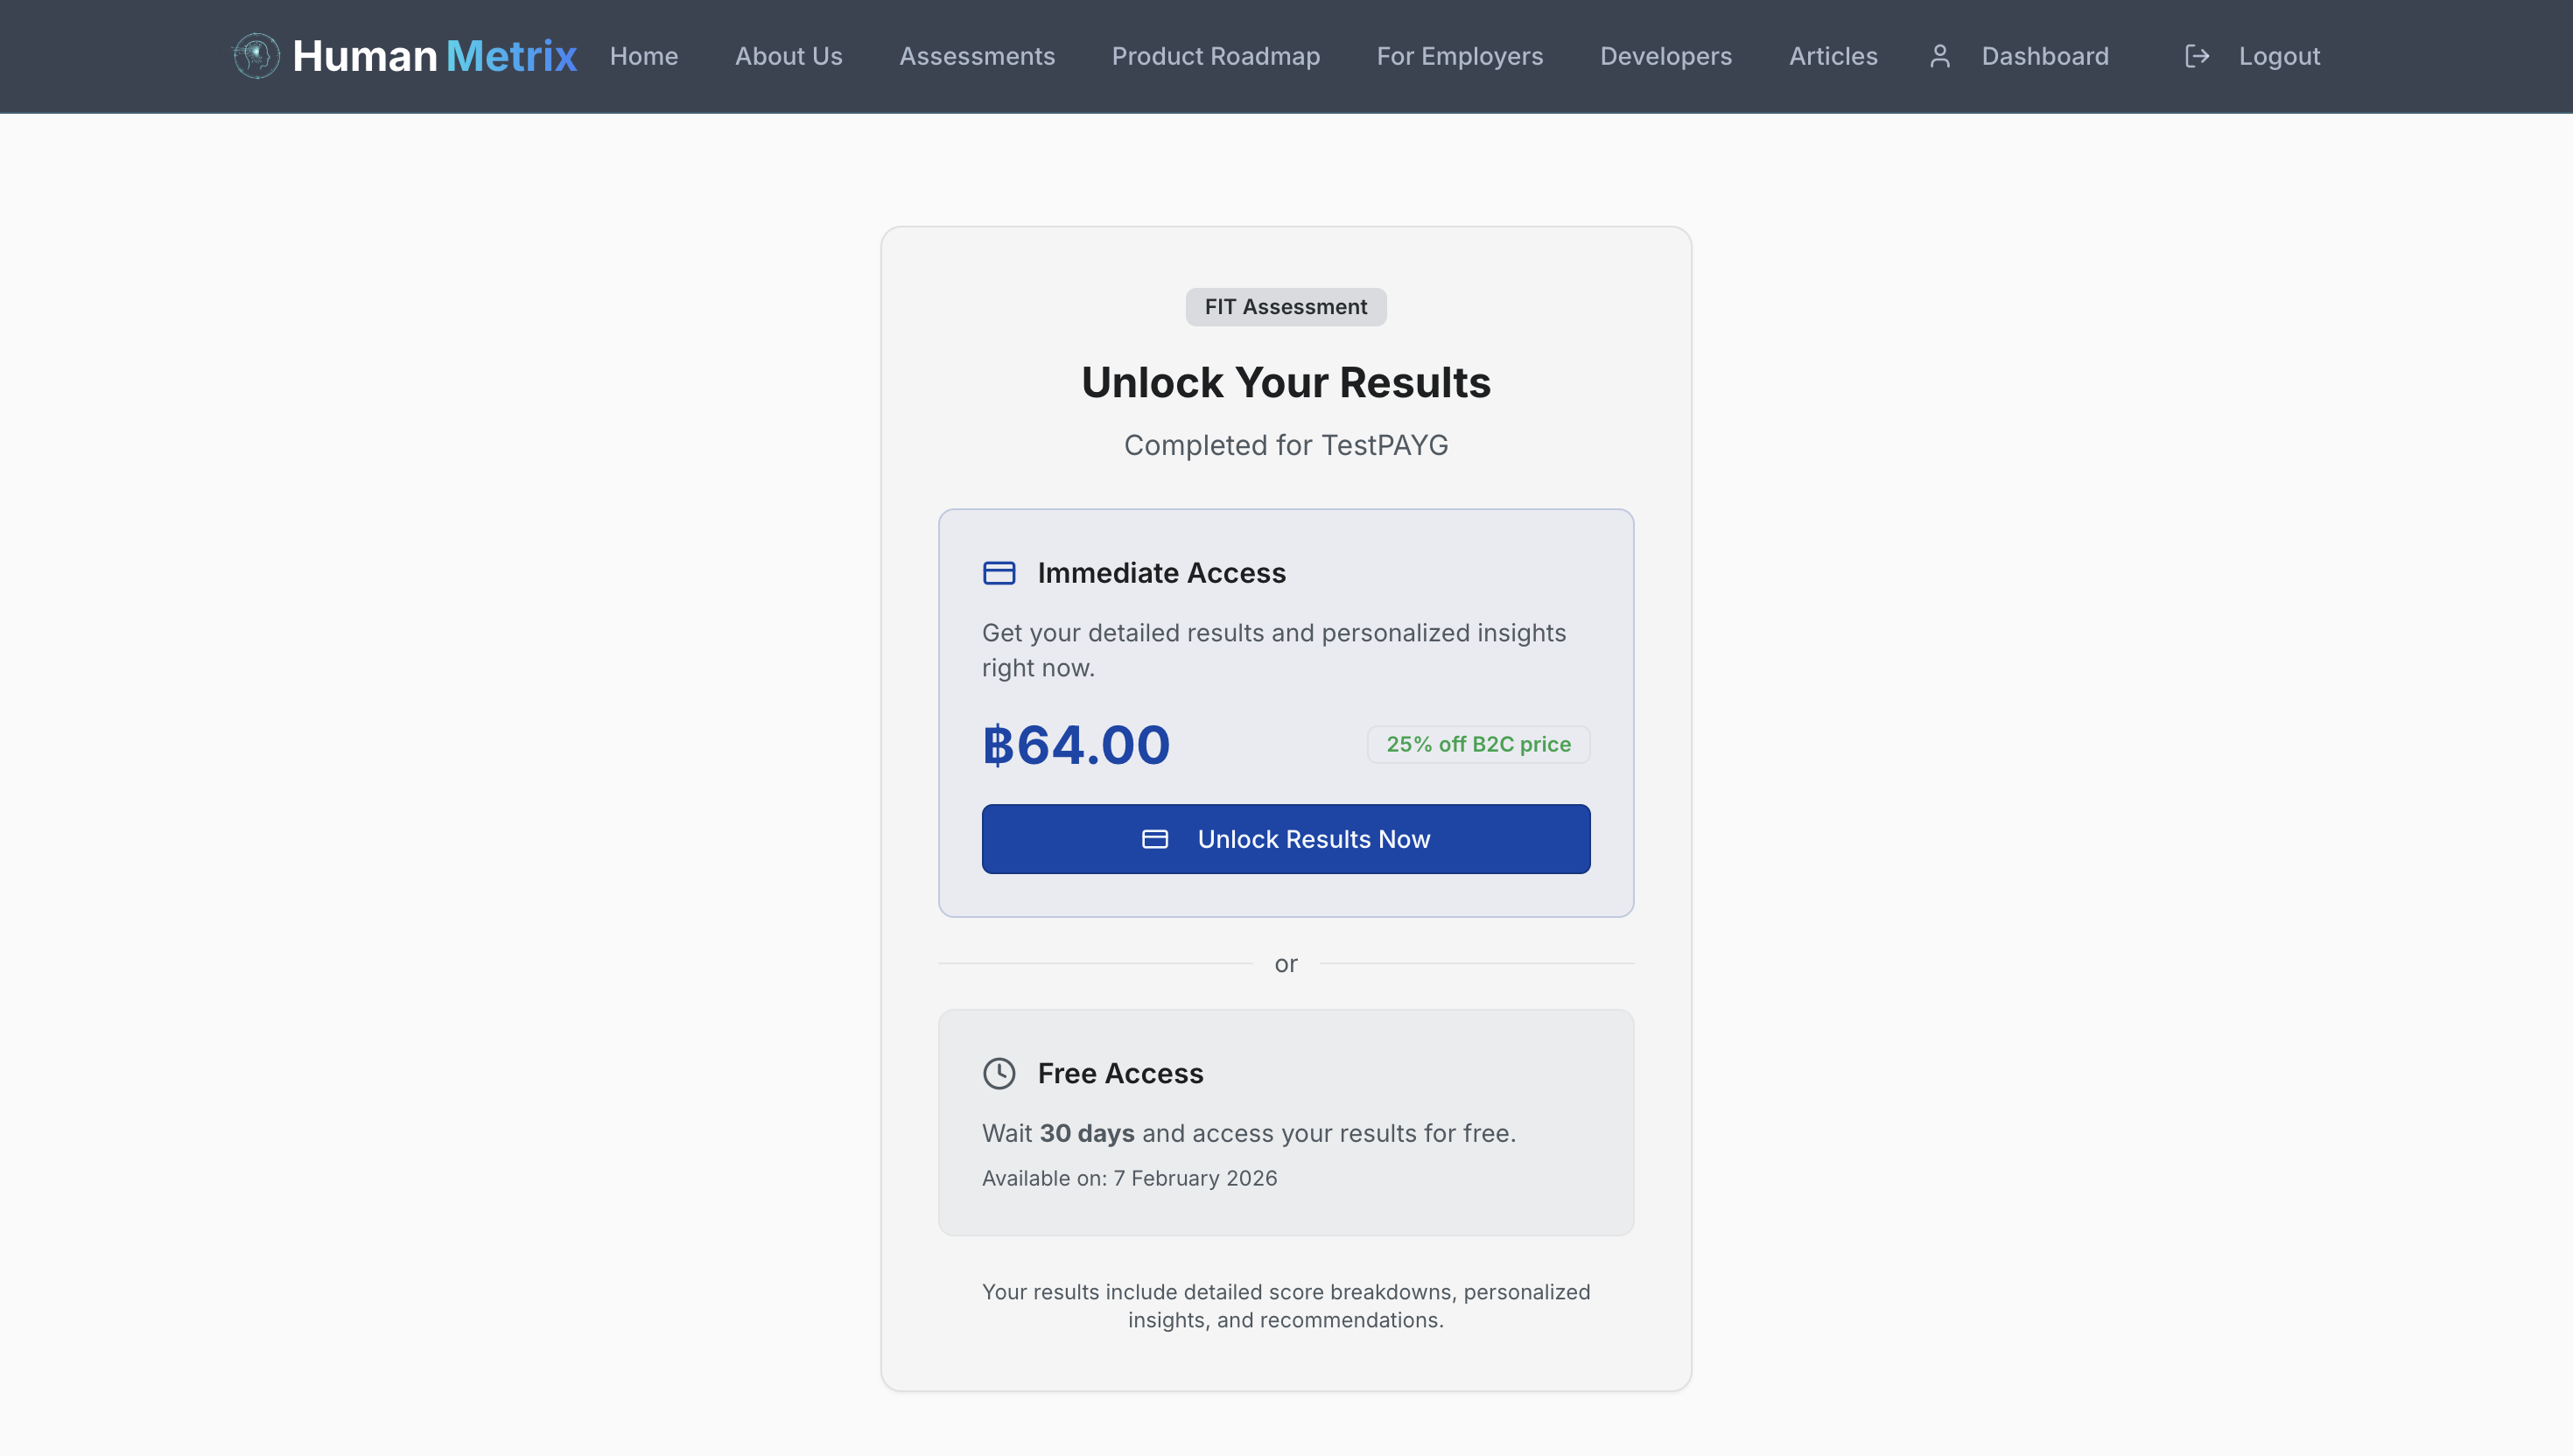 Human Metrix Home About Us Assessments Product Roadmap For Employers Developers Articles Dashboard Logout
FIT Assessment
Unlock Your Results
Completed for TestPAYG
Immediate Access
Get your detailed results and personalized insights
right now.
฿64.00 25% off B2C price
Unlock Results Now
or
Free Access
Wait 30 days and access your results for free.
Available on: 7 February 2026
Your results include detailed score breakdowns, personalized
insights, and recommendations.